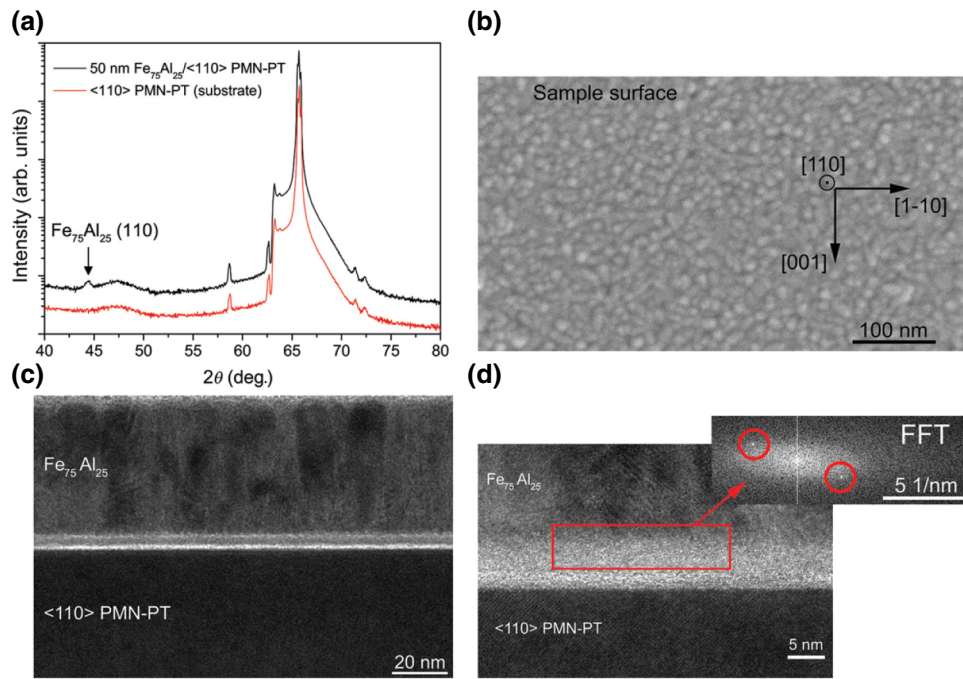 (a)
50 nm Fe₇₅Al₂₅/<110> PMN-PT
<110> PMN-PT (substrate)
Fe₇₅Al₂₅ (110)
Intensity (arb. units)
40 45 50 55 60 65 70 75 80
2θ (deg.)
(b)
Sample surface
[110]
[1-10]
[001]
100 nm
(c)
Fe₇₅Al₂₅
<110> PMN-PT
20 nm
(d)
FFT
5 1/nm
Fe₇₅Al₂₅
<110> PMN-PT
5 nm